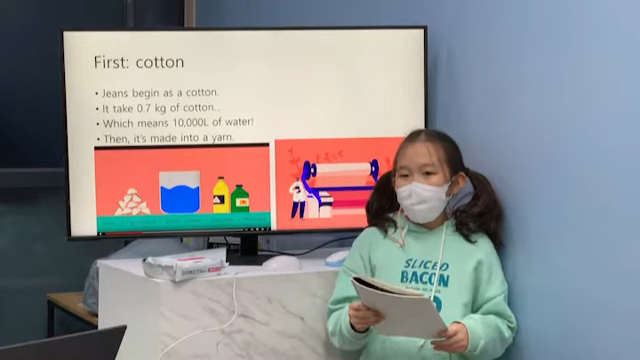 First: cotton
• Jeans begin as a cotton.
• It take 0.7 kg of cotton...
• Which means 10,000L of water!
• Then, it's made into a yarn.
SLICED
BACON